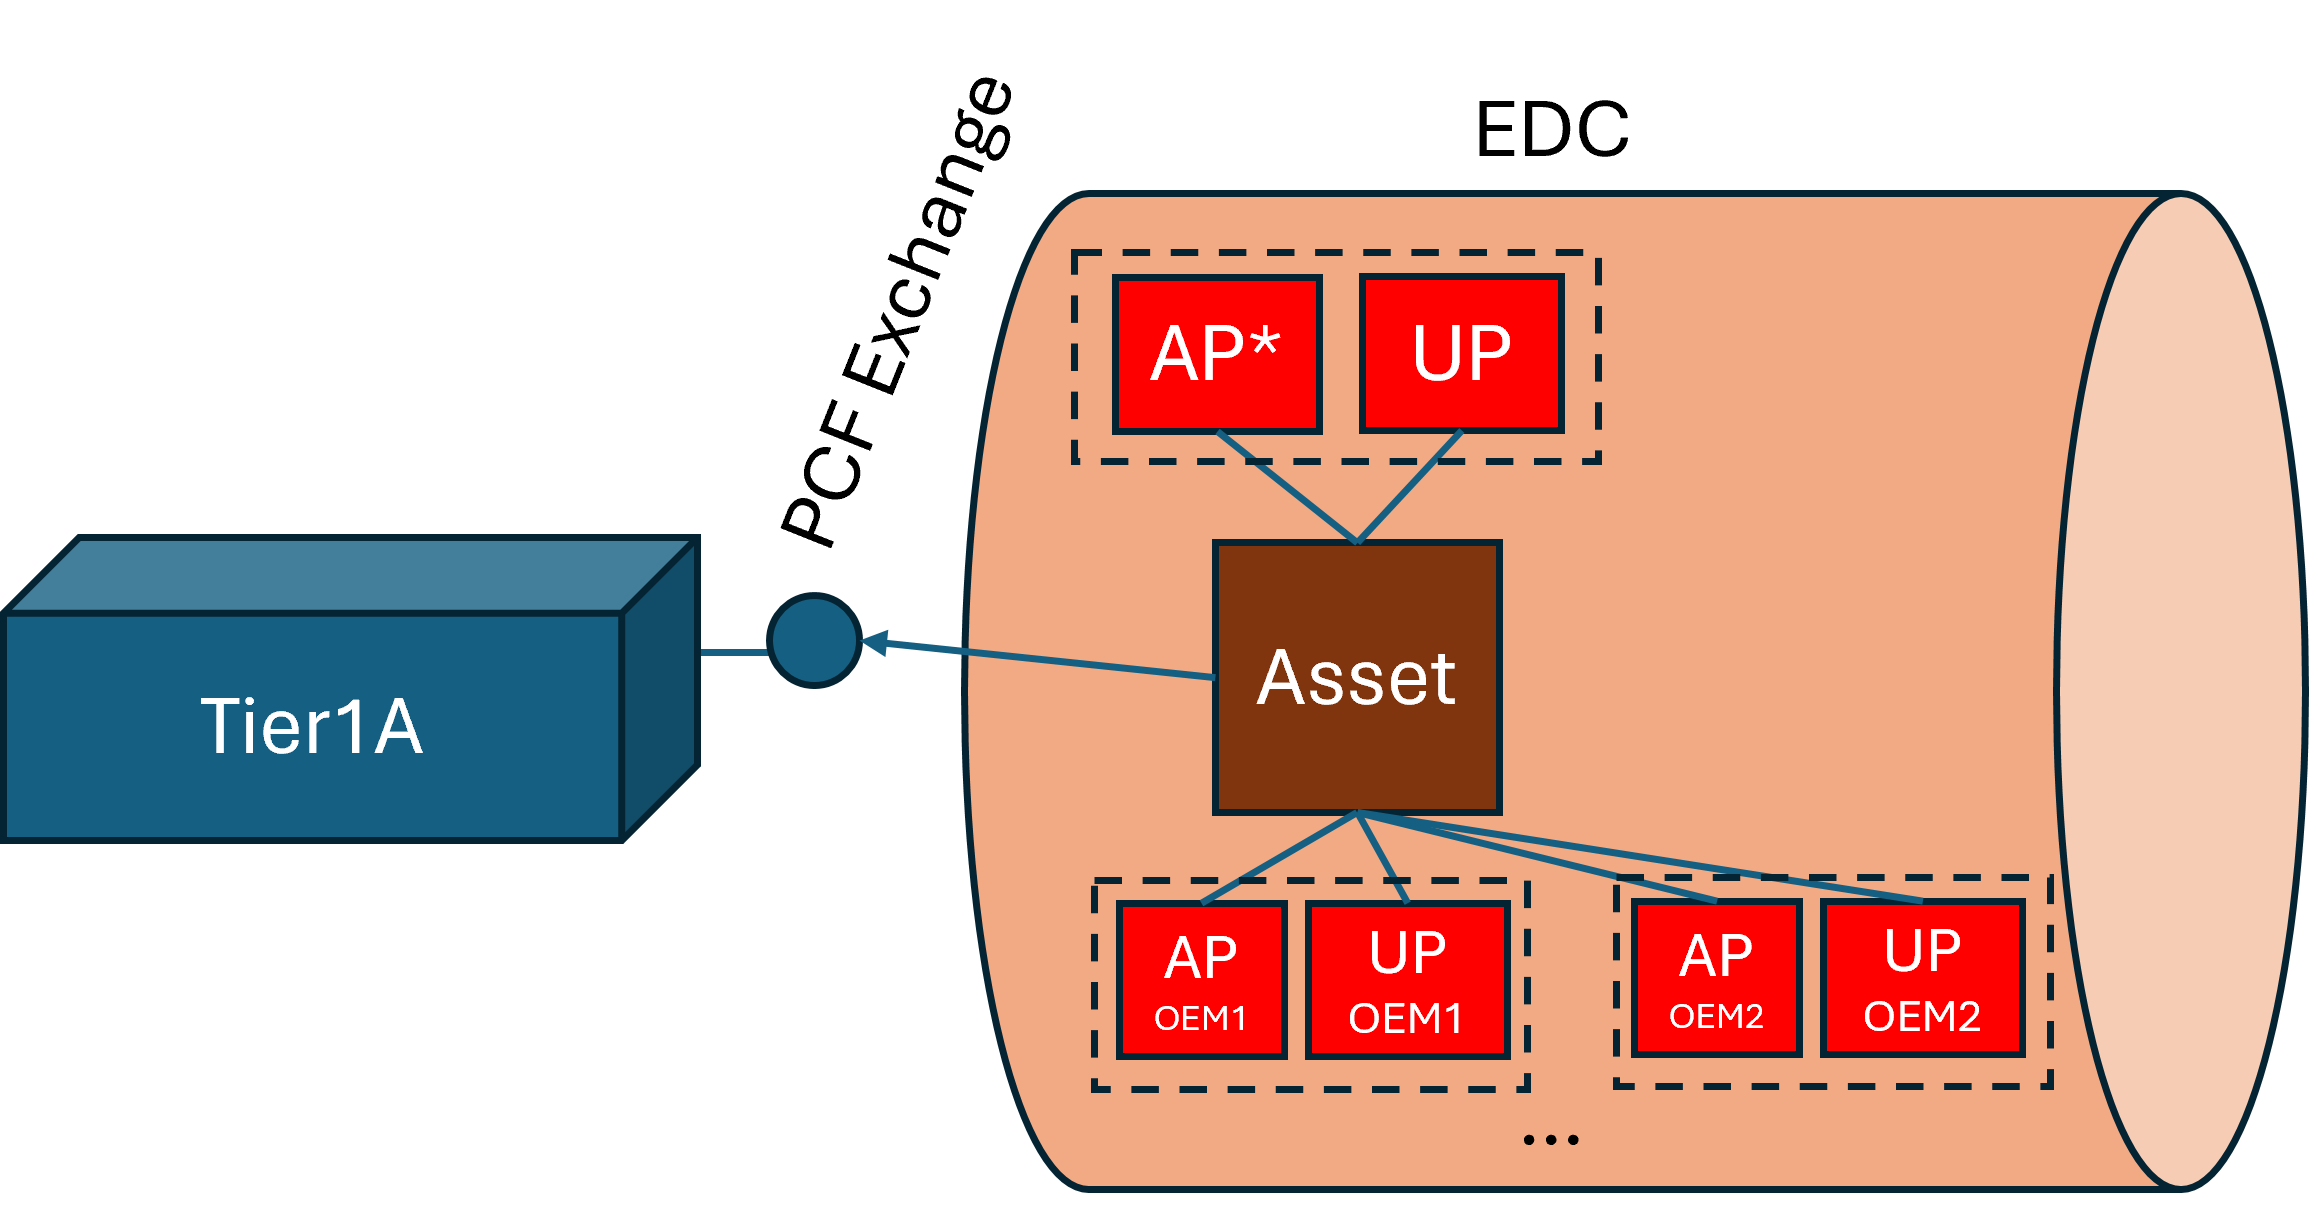 EDC
PCF Exchange
AP*
UP
Asset
Tier1A
AP
OEM1
UP
OEM1
AP
OEM2
UP
OEM2
...